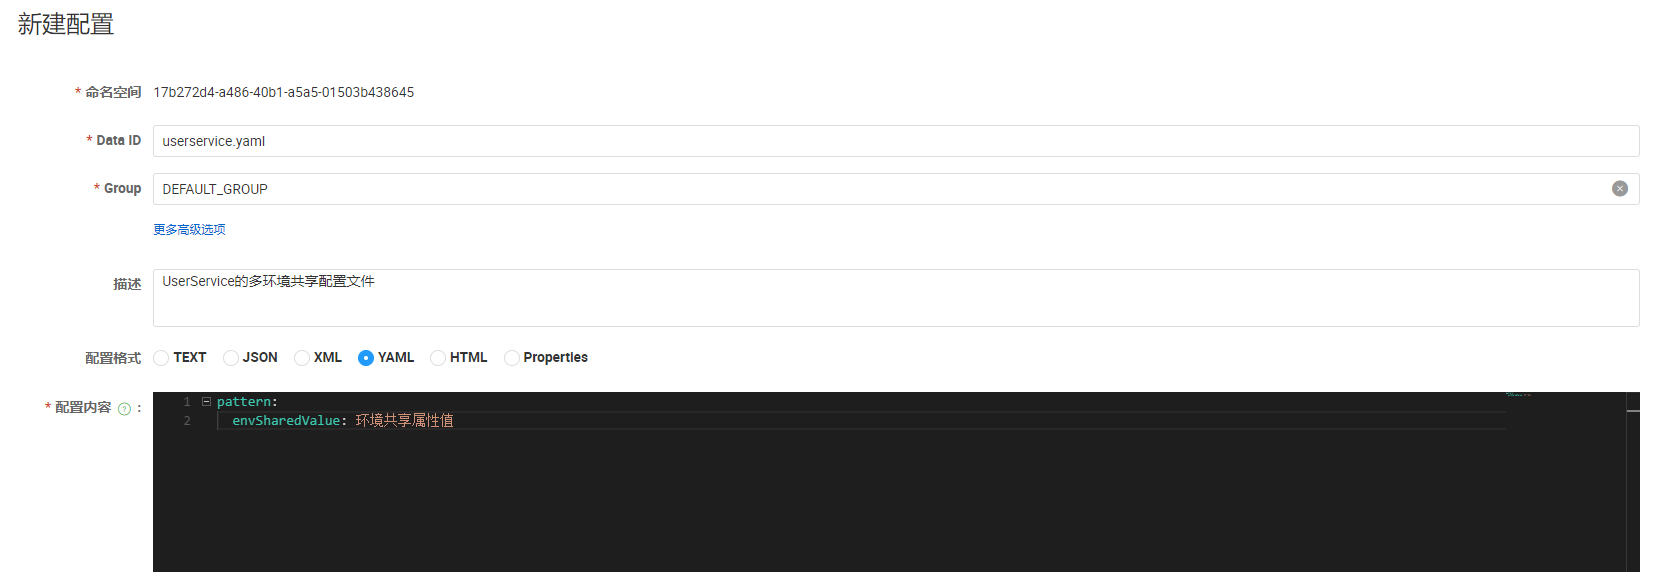 新建配置
* 命名空间 17b272d4-a486-40b1-a5a5-01503b438645
* Data ID userservice.yaml
* Group DEFAULT_GROUP
更多高级选项
描述 UserService的多环境共享配置文件
配置格式 TEXT JSON XML YAML HTML Properties
* 配置内容 ? :
1 pattern:
2 envSharedValue: 环境共享属性值